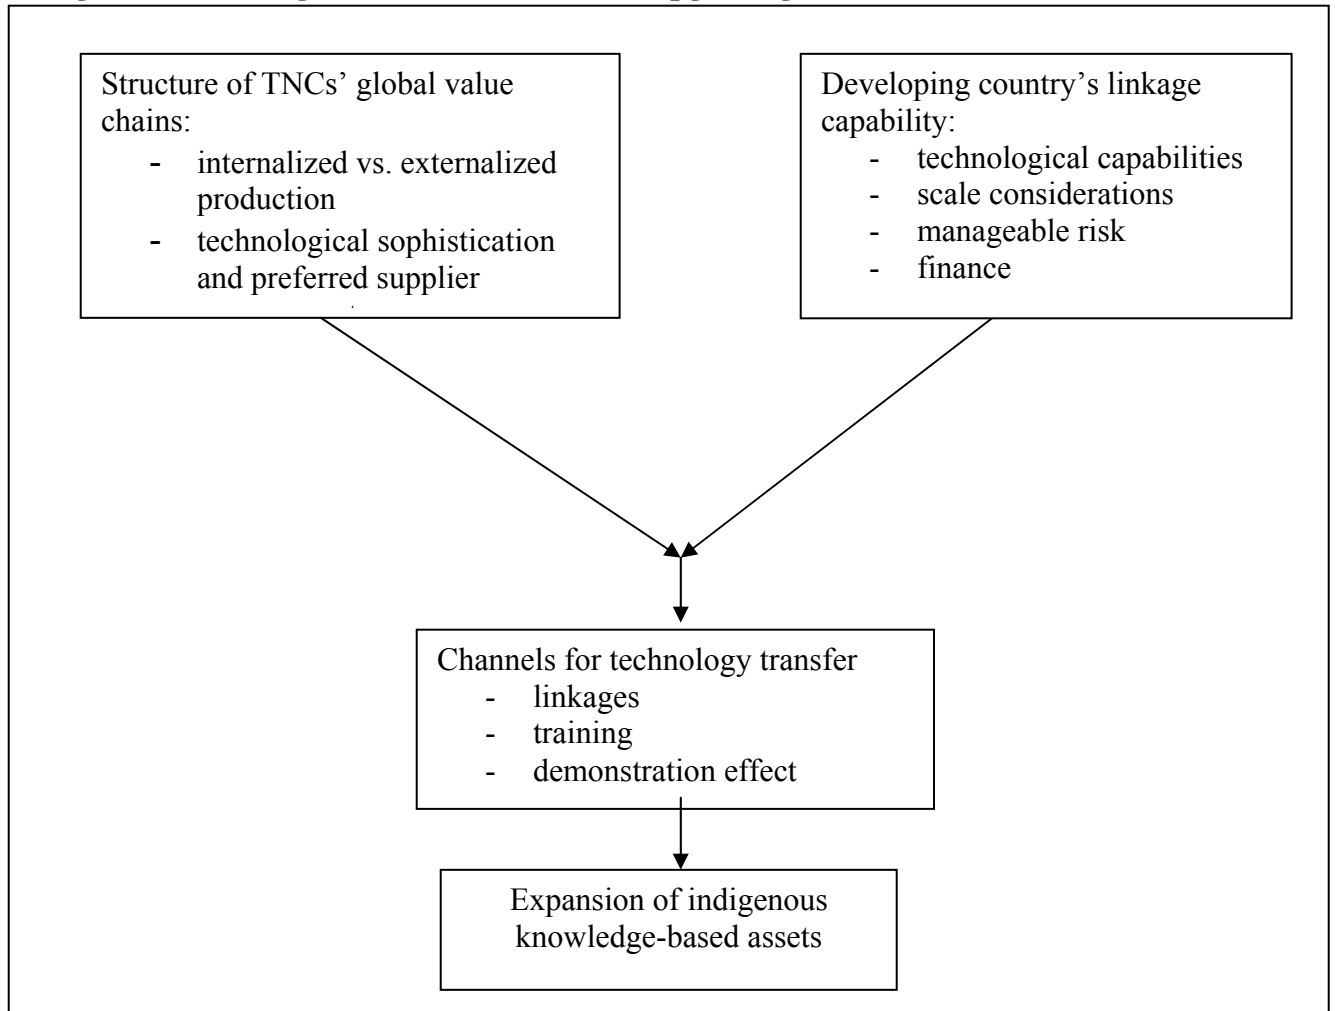 Structure of TNCs’ global value
chains:
- internalized vs. externalized
production
- technological sophistication
and preferred supplier
Developing country’s linkage
capability:
- technological capabilities
- scale considerations
- manageable risk
- finance
Channels for technology transfer
- linkages
- training
- demonstration effect
Expansion of indigenous
knowledge-based assets